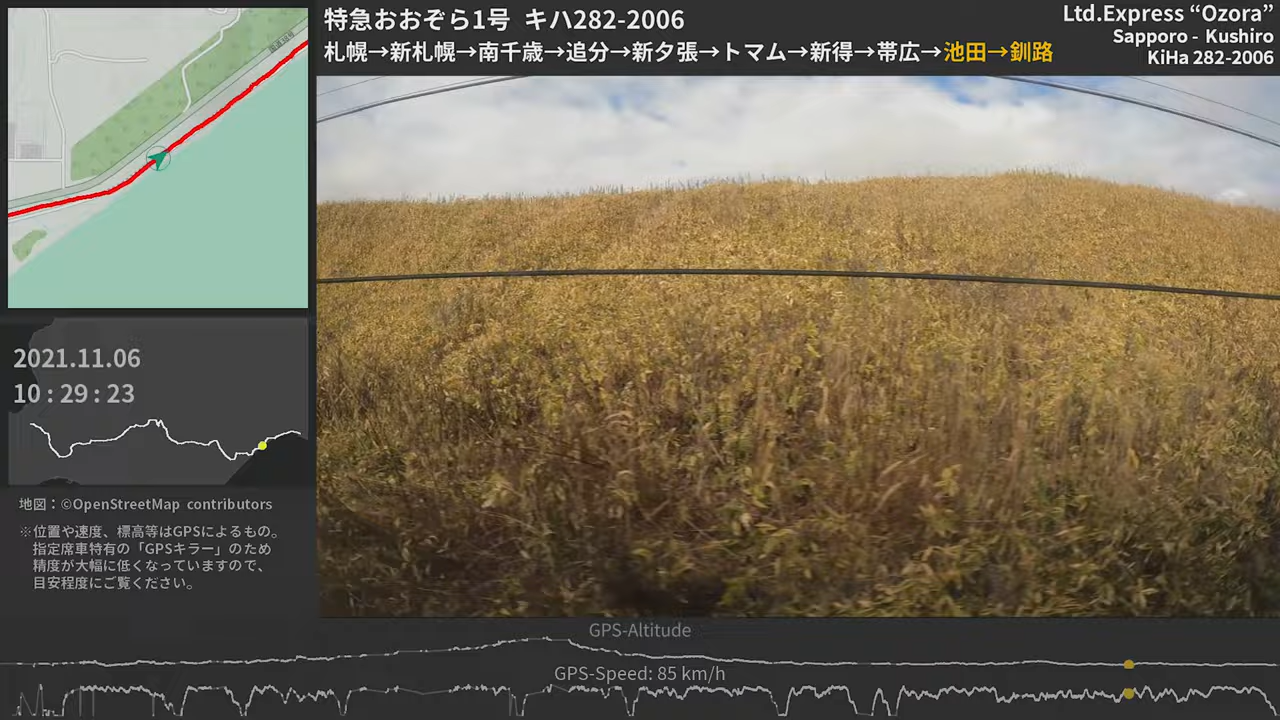 特急おおぞら1号 キハ282-2006
札幌→新札幌→南千歳→追分→新夕張→トマム→新得→帯広→池田→釧路
Ltd.Express “Ozora”
Sapporo - Kushiro
KiHa 282-2006
2021.11.06
10:29:23
地図：©OpenStreetMap contributors
※位置や速度、標高等はGPSによるもの。
指定席車特有の「GPSキラー」のため
精度が大幅に低くなっていますので、
目安程度にご覧ください。
GPS-Altitude
GPS-Speed: 85 km/h